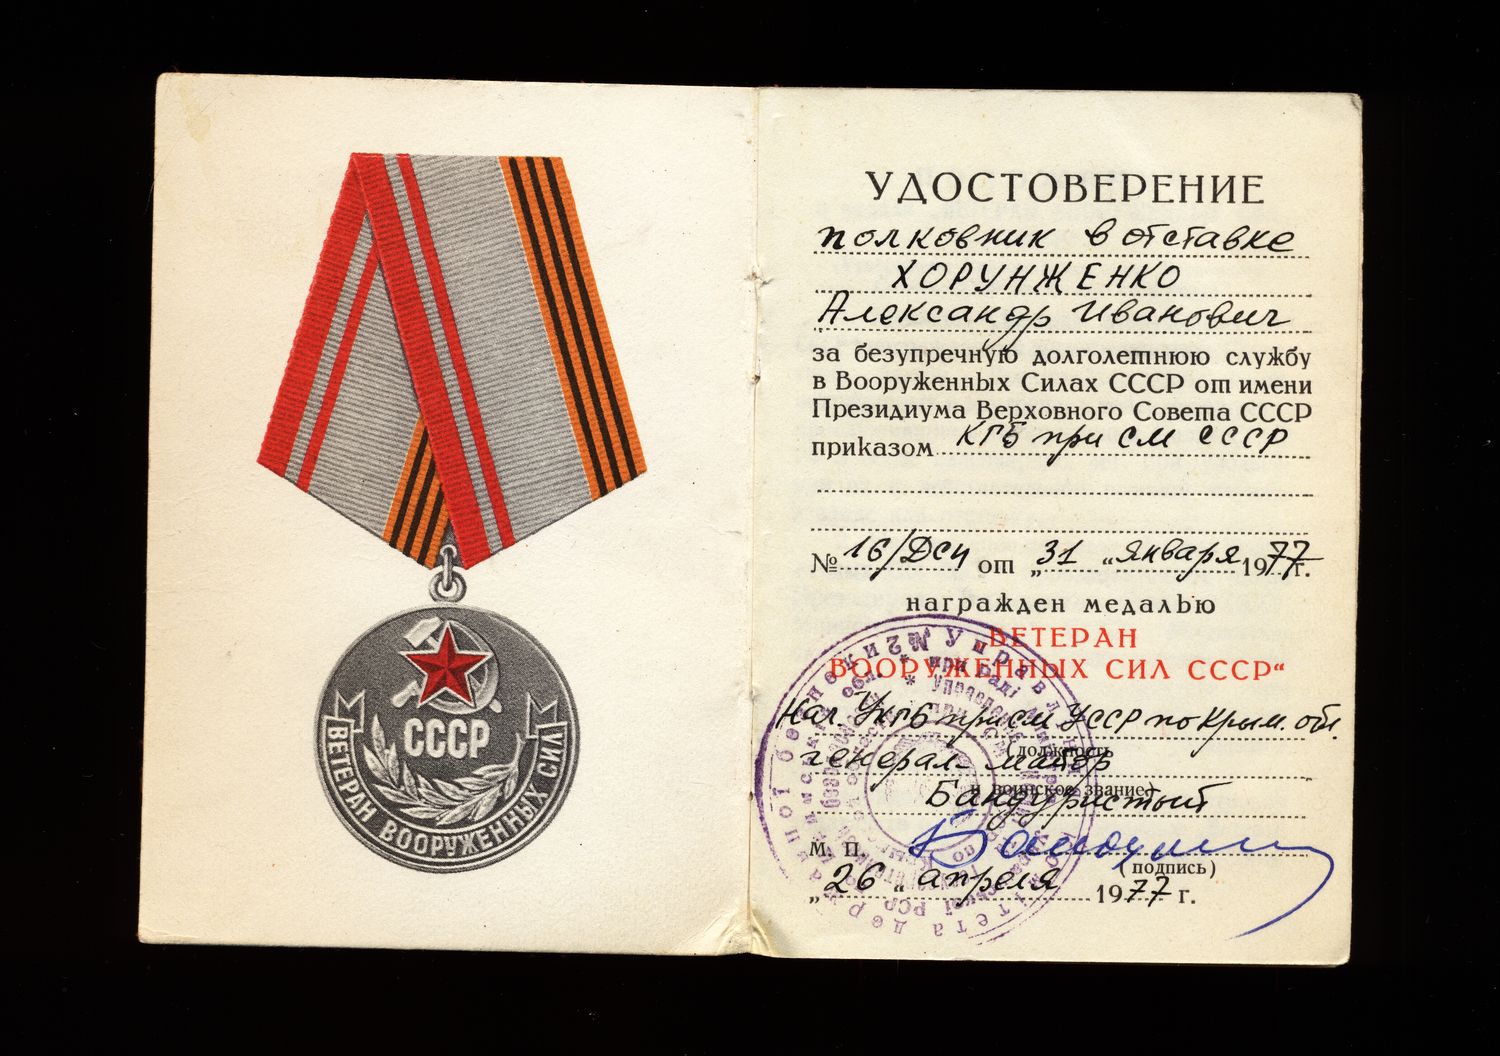 СССР
ВЕТЕРАН ВООРУЖЕННЫХ СИЛ
УДОСТОВЕРЕНИЕ
полковник в отставке
ХОРУНЖЕНКО
Александр Иванович
за безупречную долголетнюю службу
в Вооруженных Силах СССР от имени
Президиума Верховного Совета СССР
приказом КГБ при СМ СССР
№ 16/Дсп от „31“ января 1977 г.
награжден медалью
ВЕТЕРАН
ВООРУЖЕННЫХ СИЛ СССР“
Нач. УКГБ при СМ УССР по Крым. обл.
(должность
генерал-майор
и воинское звание)
Бандуристый
М. П.
(подпись)
„26“ апреля 1977 г.